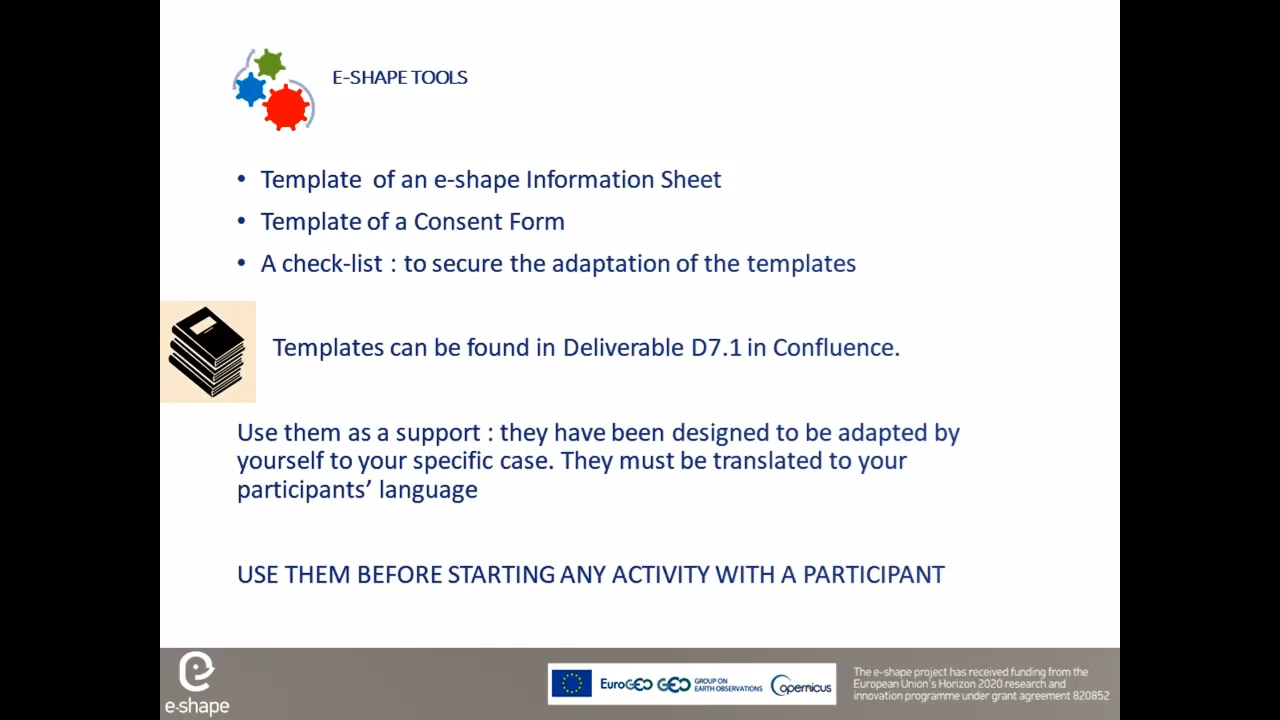 E-SHAPE TOOLS
• Template of an e-shape Information Sheet
• Template of a Consent Form
• A check-list : to secure the adaptation of the templates
Templates can be found in Deliverable D7.1 in Confluence.
Use them as a support : they have been designed to be adapted by
yourself to your specific case. They must be translated to your
participants’ language
USE THEM BEFORE STARTING ANY ACTIVITY WITH A PARTICIPANT
e-shape
EuroGEO GEO GROUP ON
EARTH OBSERVATIONS
Copernicus
The e-shape project has received funding from the
European Union's Horizon 2020 research and
innovation programme under grant agreement 820852